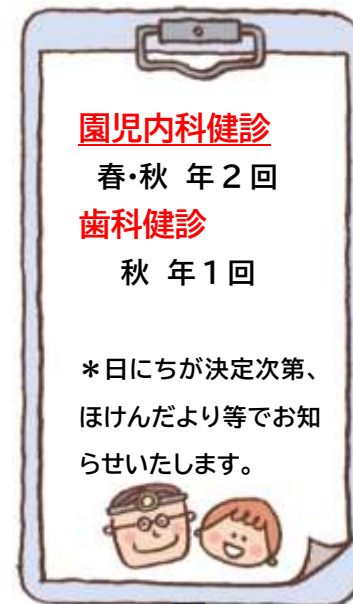 園児内科健診
春・秋 年２回
歯科健診
秋 年１回
＊日にちが決定次第、
ほけんだより等でお知
らせいたします。